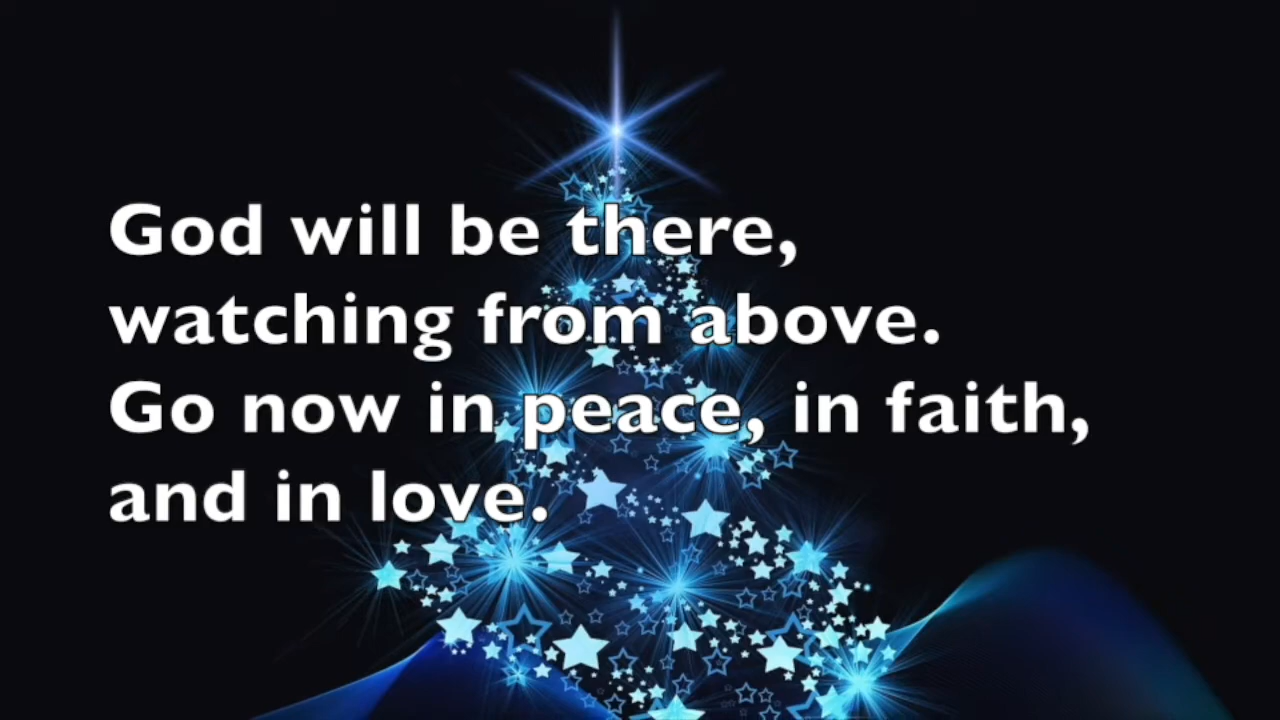 God will be there,
watching from above.
Go now in peace, in faith,
and in love.